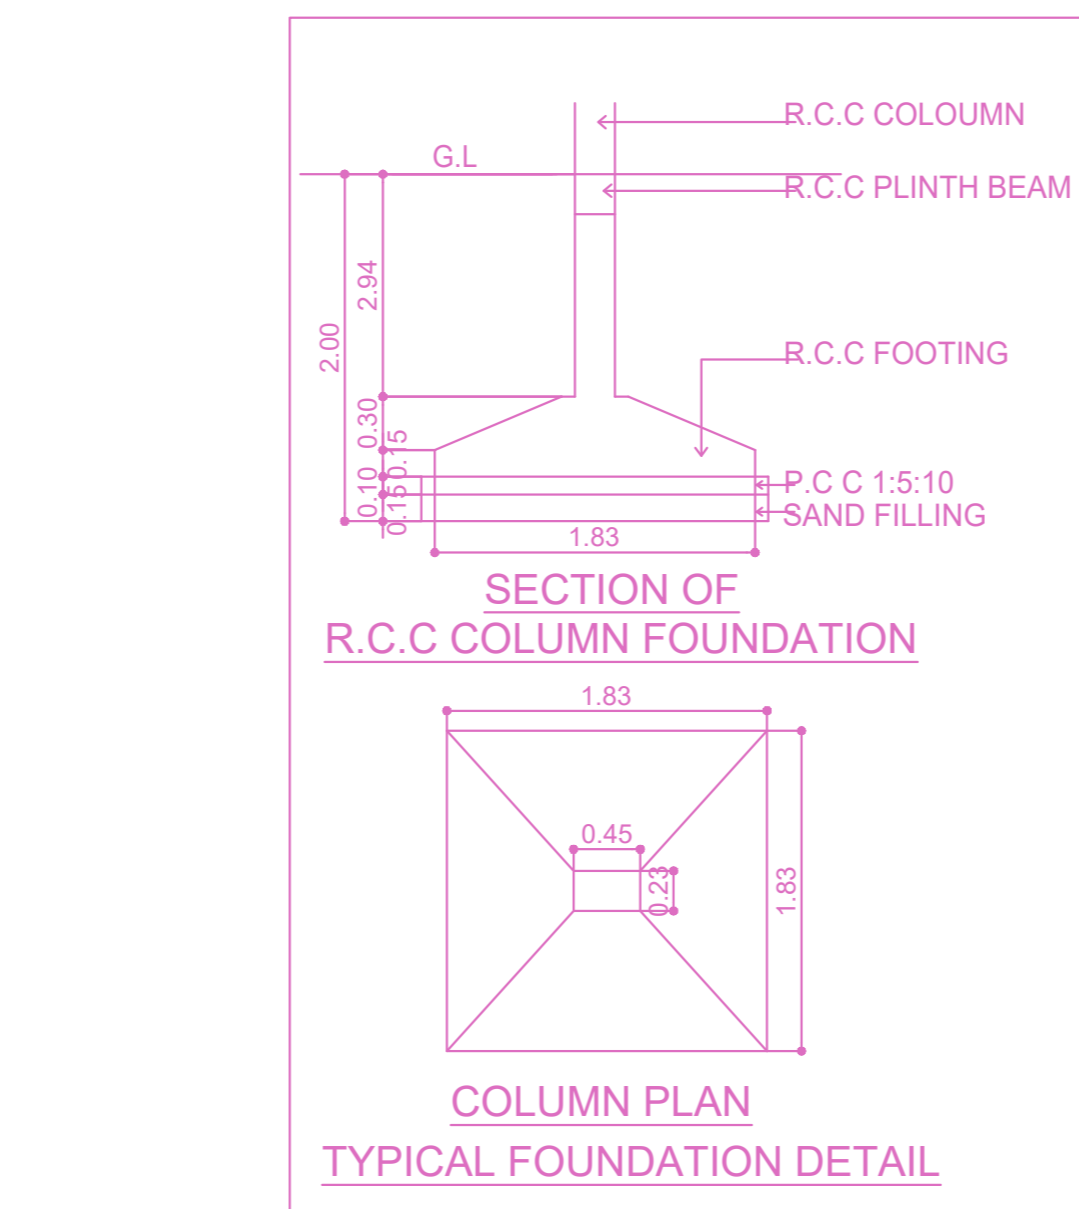 R.C.C COLOUMN
G.L
R.C.C PLINTH BEAM
2.94
2.00
R.C.C FOOTING
0.30
0.15
0.10
P.C C 1:5:10
0.15
SAND FILLING
1.83
SECTION OF
R.C.C COLUMN FOUNDATION
1.83
0.45
0.23
1.83
COLUMN PLAN
TYPICAL FOUNDATION DETAIL